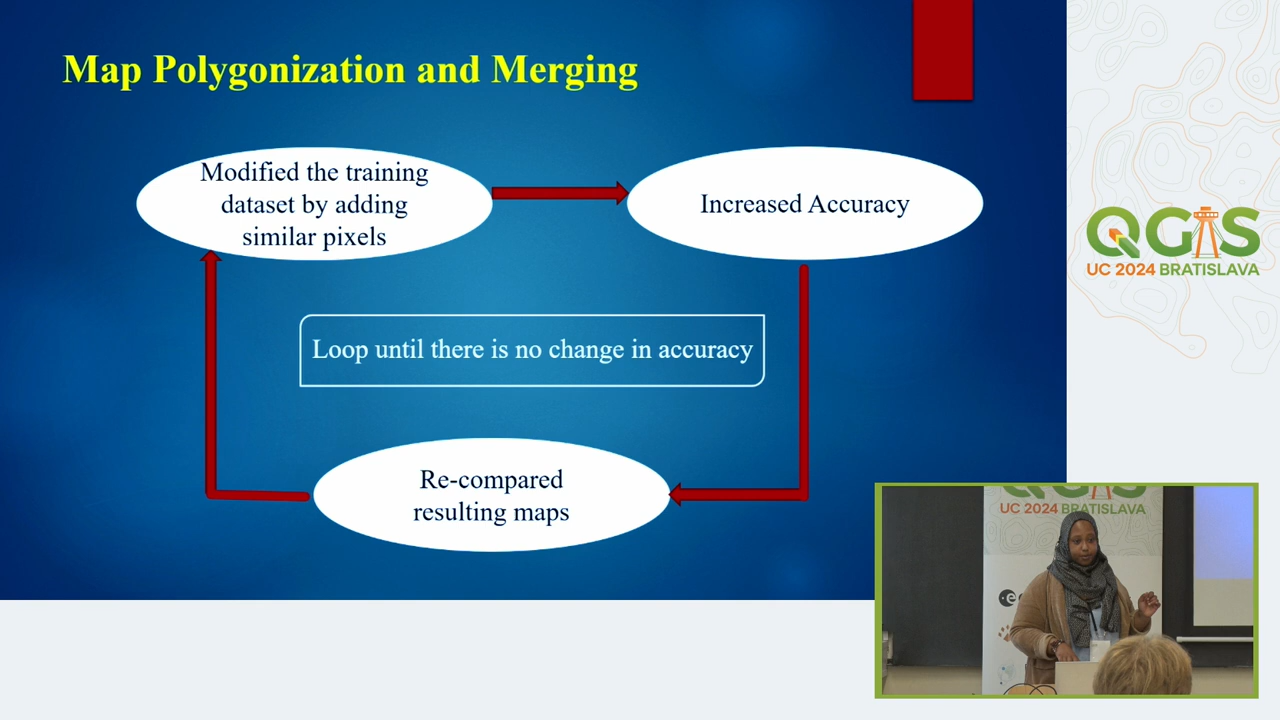 Map Polygonization and Merging
Modified the training
dataset by adding
similar pixels
Increased Accuracy
Loop until there is no change in accuracy
Re-compared
resulting maps
QGIS
UC 2024 BRATISLAVA
UC 2024 BRATISLAVA